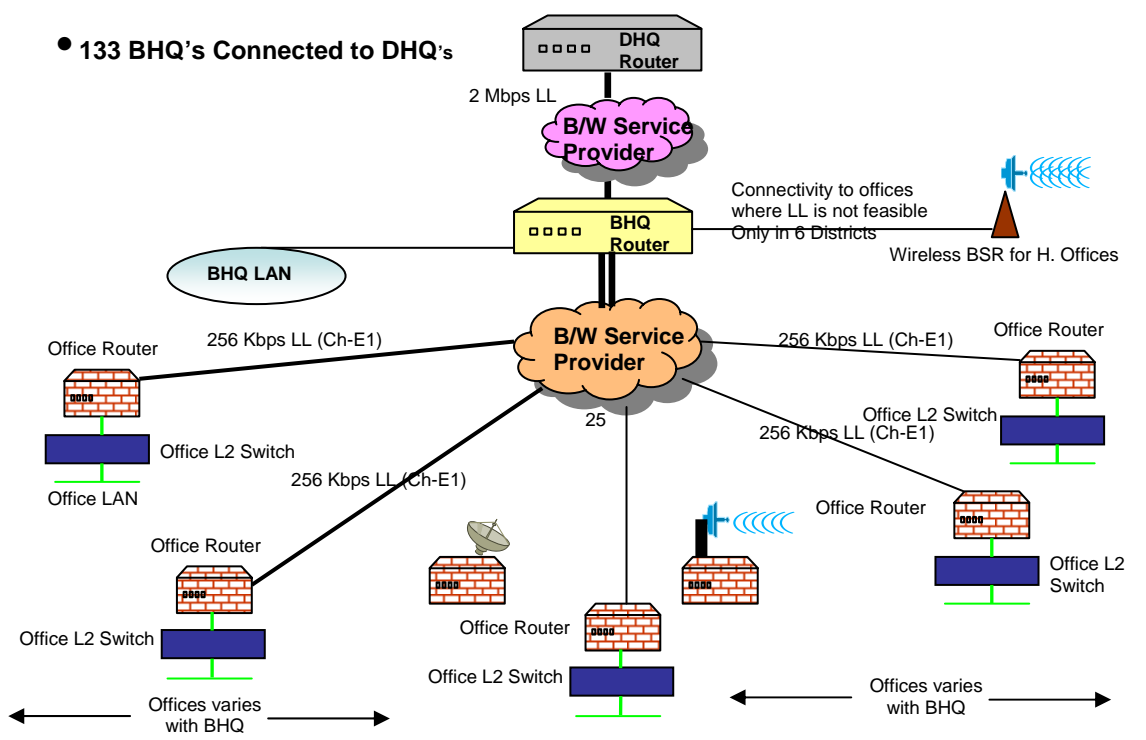 • 133 BHQ's Connected to DHQ's
DHQ
Router
2 Mbps LL
B/W Service
Provider
Connectivity to offices
where LL is not feasible
Only in 6 Districts
BHQ
Router
Wireless BSR for H. Offices
BHQ LAN
B/W Service
Provider
256 Kbps LL (Ch-E1)
Office Router
256 Kbps LL (Ch-E1)
Office Router
25
Office L2 Switch
256 Kbps LL (Ch-E1)
Office L2 Switch
256 Kbps LL (Ch-E1)
Office LAN
Office Router
Office Router
Office L2
Switch
Office Router
Office L2 Switch
Office L2 Switch
Offices varies
with BHQ
Offices varies
with BHQ